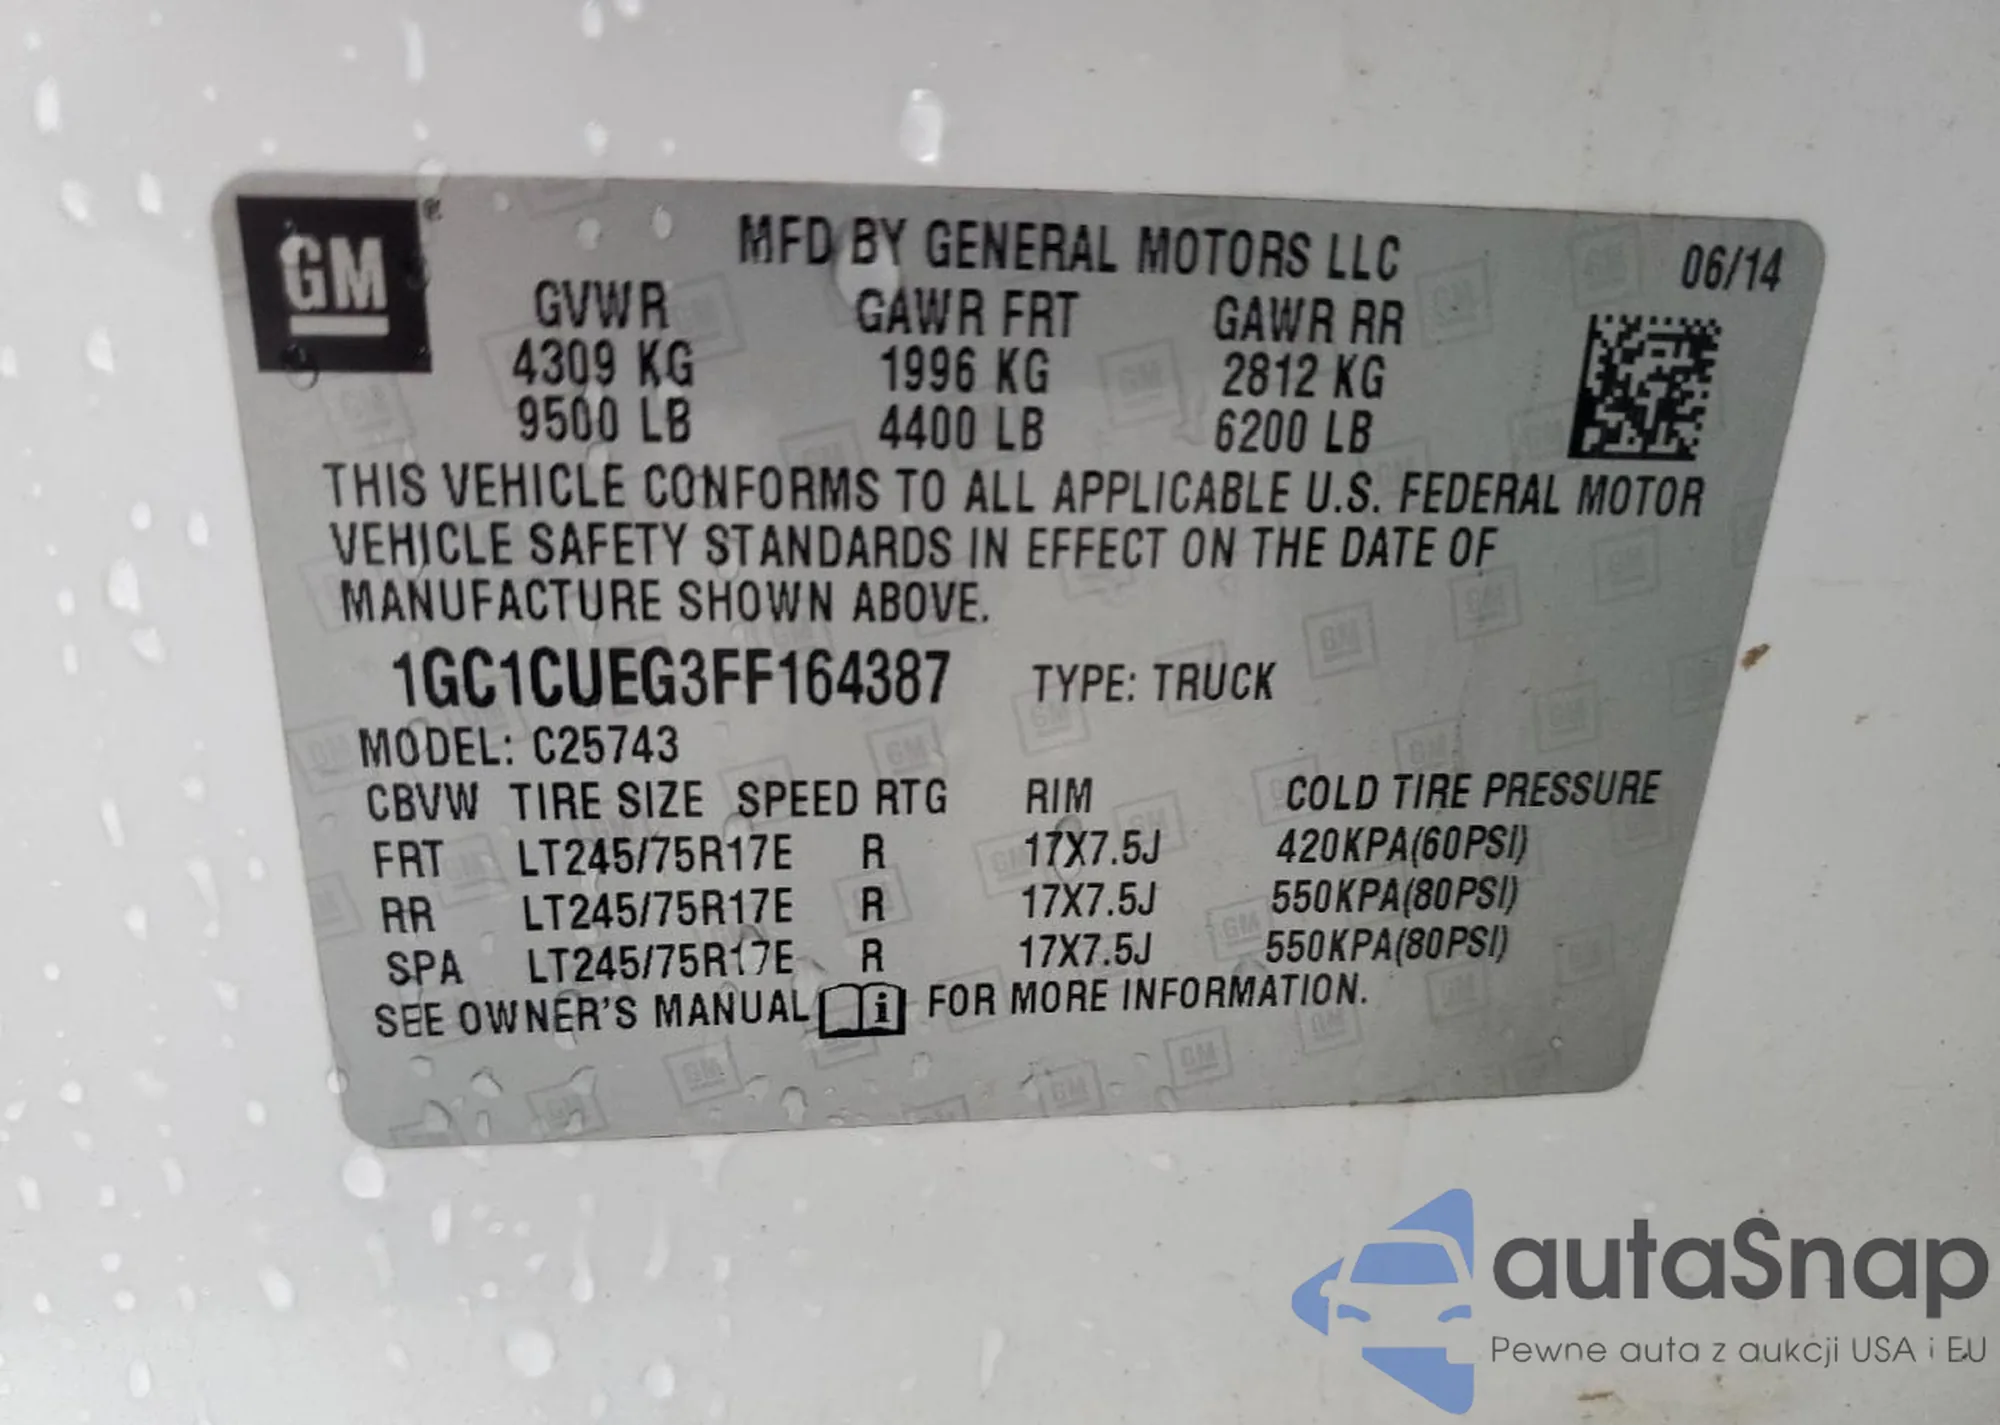 GM
MFD BY GENERAL MOTORS LLC 06/14
GVWR GAWR FRT GAWR RR
4309 KG 1996 KG 2812 KG
9500 LB 4400 LB 6200 LB
THIS VEHICLE CONFORMS TO ALL APPLICABLE U.S. FEDERAL MOTOR
VEHICLE SAFETY STANDARDS IN EFFECT ON THE DATE OF
MANUFACTURE SHOWN ABOVE.
1GC1CUEG3FF164387 TYPE: TRUCK
MODEL: C25743
CBVW TIRE SIZE SPEED RTG RIM COLD TIRE PRESSURE
FRT LT245/75R17E R 17X7.5J 420KPA(60PSI)
RR LT245/75R17E R 17X7.5J 550KPA(80PSI)
SPA LT245/75R17E R 17X7.5J 550KPA(80PSI)
SEE OWNER'S MANUAL i FOR MORE INFORMATION.
autaSnap
Pewne auta z aukcji USA i EU